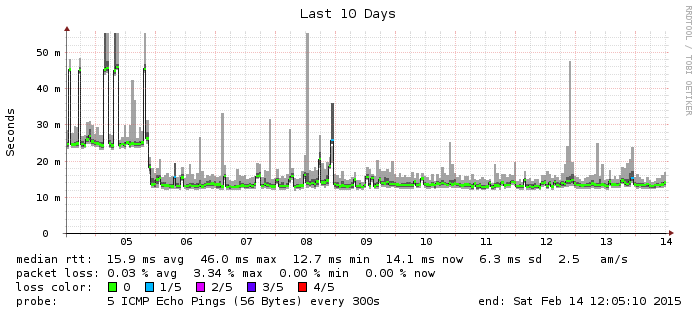 Last 10 Days
RRDTOOL / TOBI OETIKER
Seconds
50 m
40 m
30 m
20 m
10 m
0
05 06 07 08 09 10 11 12 13 14
median rtt: 15.9 ms avg 46.0 ms max 12.7 ms min 14.1 ms now 6.3 ms sd 2.5 am/s
packet loss: 0.03 % avg 3.34 % max 0.00 % min 0.00 % now
loss color: 0 1/5 2/5 3/5 4/5
probe: 5 ICMP Echo Pings (56 Bytes) every 300s end: Sat Feb 14 12:05:10 2015